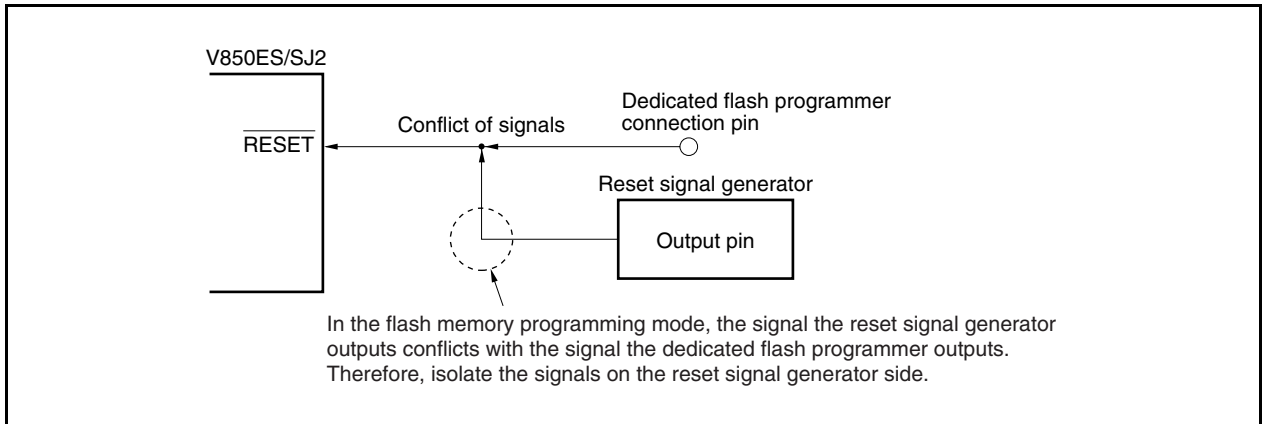 V850ES/SJ2
RESET
Conflict of signals
Dedicated flash programmer
connection pin
Reset signal generator
Output pin
In the flash memory programming mode, the signal the reset signal generator
outputs conflicts with the signal the dedicated flash programmer outputs.
Therefore, isolate the signals on the reset signal generator side.